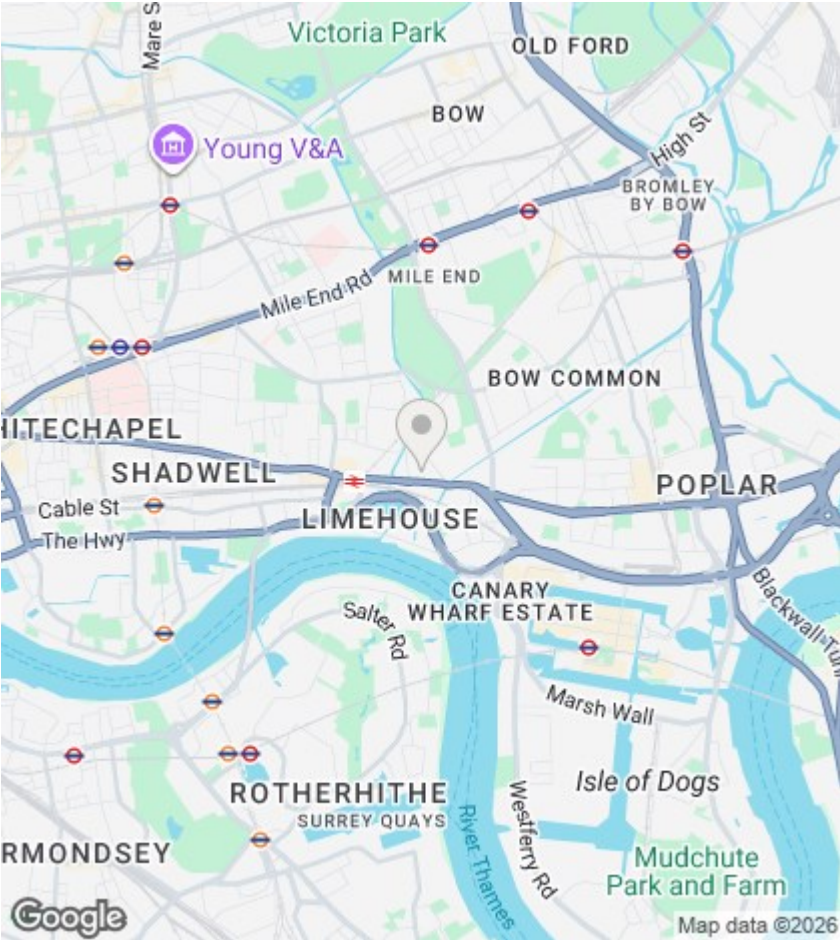 Mare S
Victoria Park
OLD FORD
BOW
High St
Young V&A
BROMLEY
BY BOW
MILE END
Mile End Rd
BOW COMMON
HITECHAPEL
SHADWELL
POPLAR
Cable St
LIMEHOUSE
The Hwy
CANARY
WHARF ESTATE
Blackwall Tun
Salter Rd
Marsh Wall
Isle of Dogs
ROTHERHITHE
SURREY QUAYS
Westferry Rd
River Thames
RMONDSEY
Mudchute
Park and Farm
Google
Map data ©2026